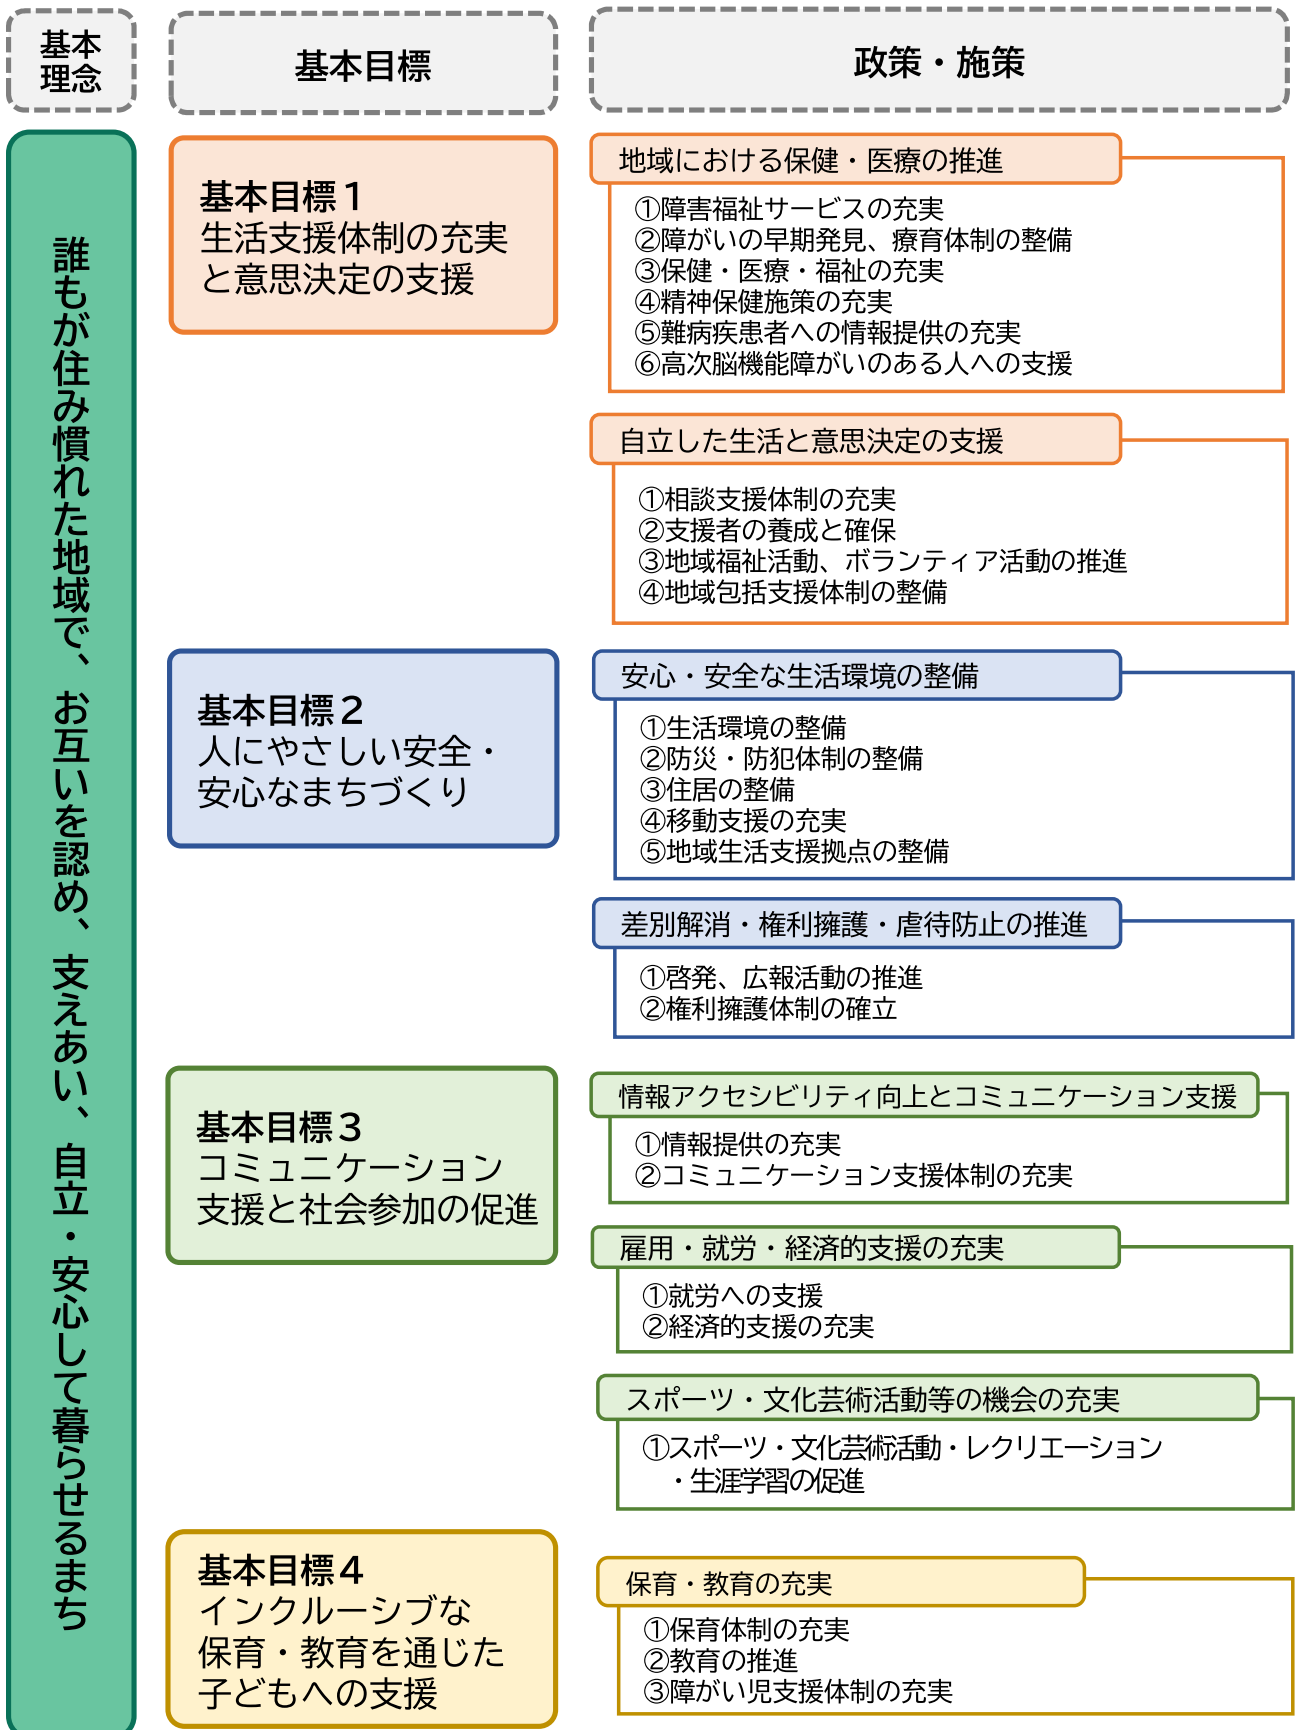 基本
理念
基本目標
政策・施策
誰もが住み慣れた地域で、お互いを認め、支えあい、自立・安心して暮らせるまち
基本目標１
生活支援体制の充実
と意思決定の支援
地域における保健・医療の推進
①障害福祉サービスの充実
②障がいの早期発見、療育体制の整備
③保健・医療・福祉の充実
④精神保健施策の充実
⑤難病疾患者への情報提供の充実
⑥高次脳機能障がいのある人への支援
自立した生活と意思決定の支援
①相談支援体制の充実
②支援者の養成と確保
③地域福祉活動、ボランティア活動の推進
④地域包括支援体制の整備
基本目標２
人にやさしい安全・
安心なまちづくり
安心・安全な生活環境の整備
①生活環境の整備
②防災・防犯体制の整備
③住居の整備
④移動支援の充実
⑤地域生活支援拠点の整備
差別解消・権利擁護・虐待防止の推進
①啓発、広報活動の推進
②権利擁護体制の確立
基本目標３
コミュニケーション
支援と社会参加の促進
情報アクセシビリティ向上とコミュニケーション支援
①情報提供の充実
②コミュニケーション支援体制の充実
雇用・就労・経済的支援の充実
①就労への支援
②経済的支援の充実
スポーツ・文化芸術活動等の機会の充実
①スポーツ・文化芸術活動・レクリエーション
・生涯学習の促進
基本目標４
インクルーシブな
保育・教育を通じた
子どもへの支援
保育・教育の充実
①保育体制の充実
②教育の推進
③障がい児支援体制の充実